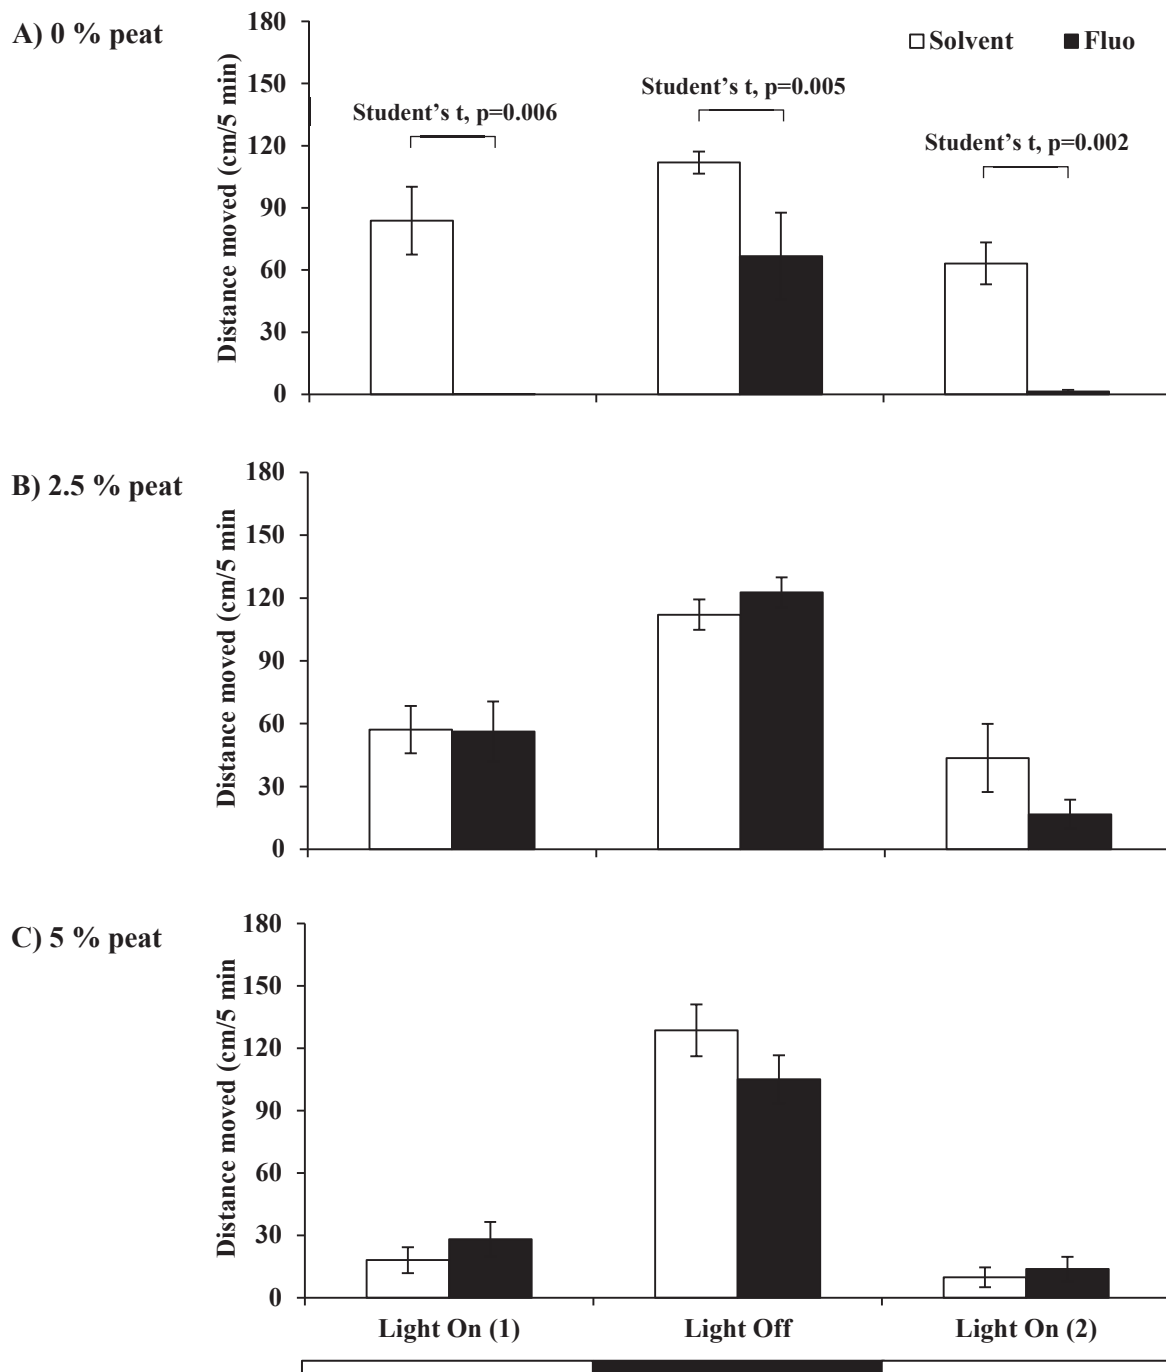 A) 0 % peat
Solvent
Fluo
Student's t, p=0.006
Student's t, p=0.005
Student's t, p=0.002
Distance moved (cm/5 min)
180
150
120
90
60
30
0
B) 2.5 % peat
Distance moved (cm/5 min
180
150
120
90
60
30
0
C) 5 % peat
Distance moved (cm/5 min
180
150
120
90
60
30
0
Light On (1)
Light Off
Light On (2)